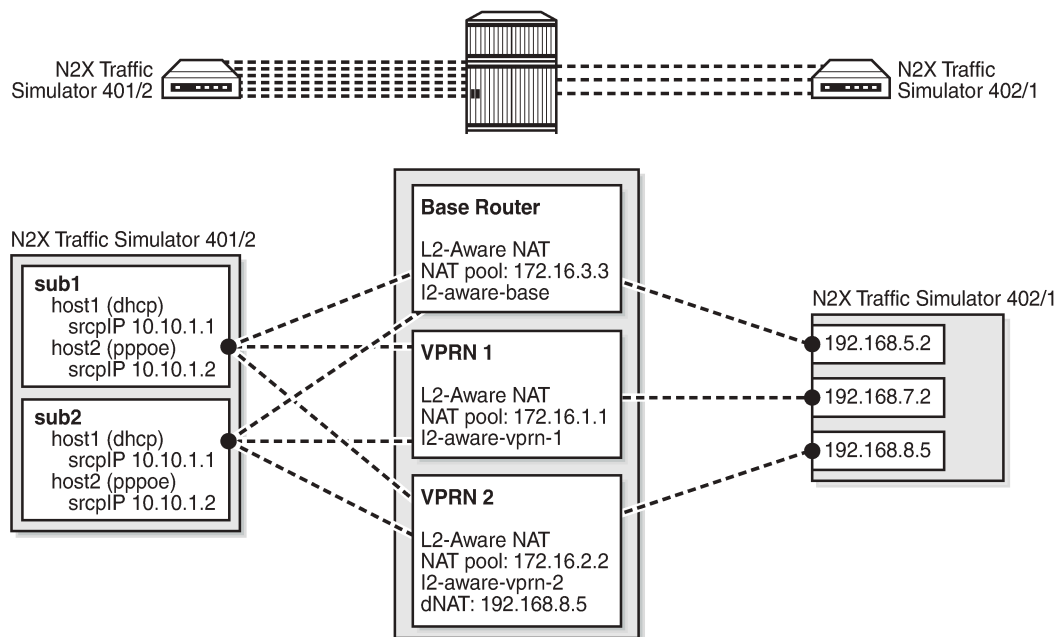 N2X Traffic
Simulator 401/2
N2X Traffic
Simulator 402/1
N2X Traffic Simulator 401/2
sub1
host1 (dhcp)
srcpIP 10.10.1.1
host2 (pppoe)
srcpIP 10.10.1.2
sub2
host1 (dhcp)
srcpIP 10.10.1.1
host2 (pppoe)
srcpIP 10.10.1.2
Base Router
L2-Aware NAT
NAT pool: 172.16.3.3
l2-aware-base
VPRN 1
L2-Aware NAT
NAT pool: 172.16.1.1
l2-aware-vprn-1
VPRN 2
L2-Aware NAT
NAT pool: 172.16.2.2
l2-aware-vprn-2
dNAT: 192.168.8.5
N2X Traffic Simulator 402/1
192.168.5.2
192.168.7.2
192.168.8.5